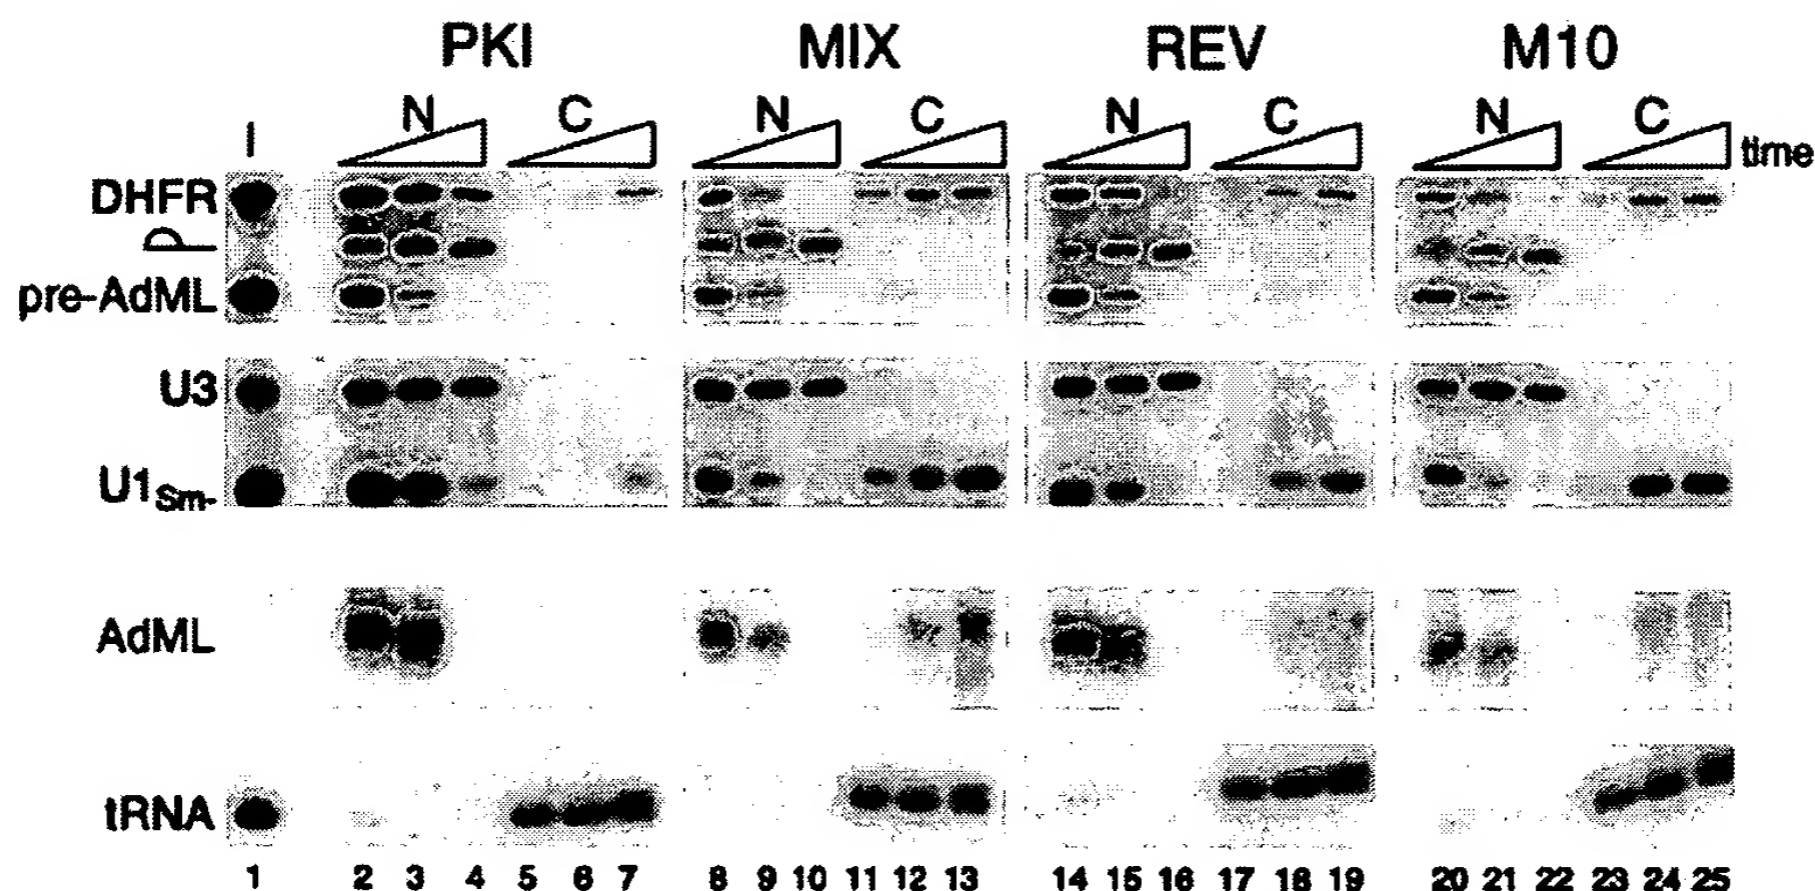 PKI MIX REV M10
I N C N C N C N C time
DHFR
pre-AdML
U3
U1Sm-
AdML
tRNA
1 2 3 4 5 6 7 8 9 10 11 12 13 14 15 16 17 18 19 20 21 22 23 24 25